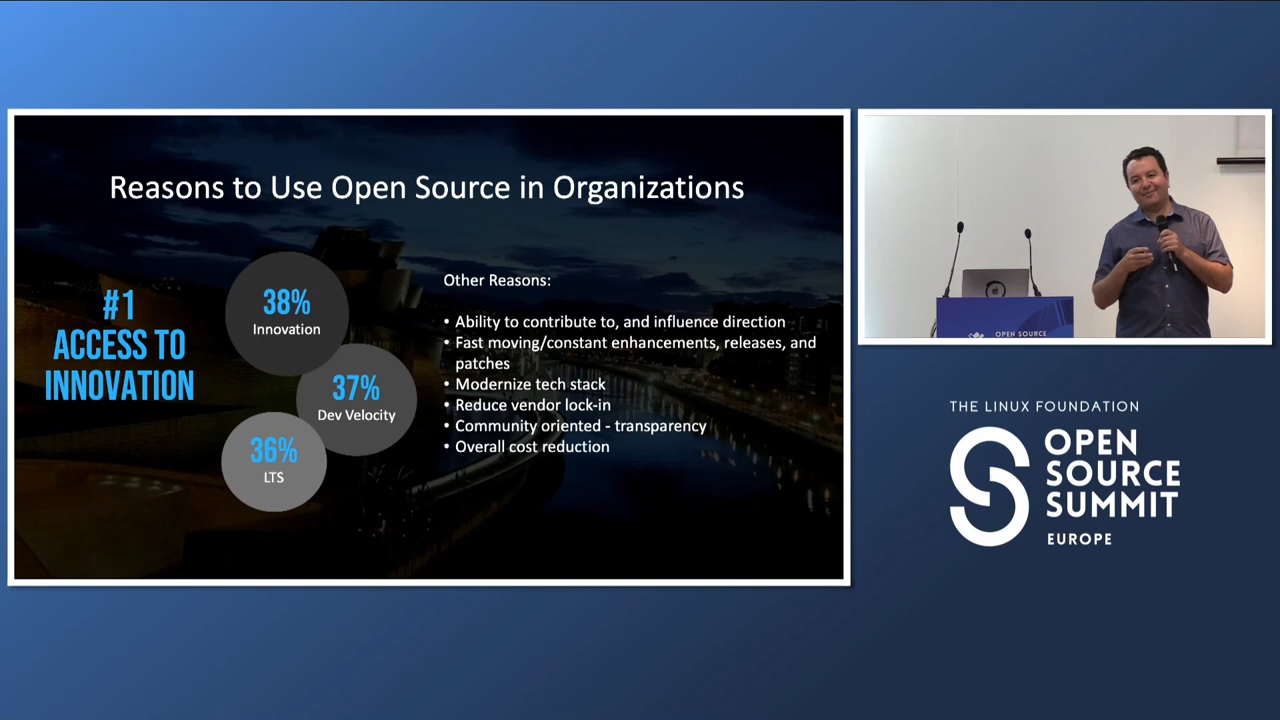 Reasons to Use Open Source in Organizations
#1
ACCESS TO
INNOVATION
38%
Innovation
37%
Dev Velocity
36%
LTS
Other Reasons:
• Ability to contribute to, and influence direction
• Fast moving/constant enhancements, releases, and
patches
• Modernize tech stack
• Reduce vendor lock-in
• Community oriented - transparency
• Overall cost reduction
OPEN SOURCE
THE LINUX FOUNDATION
OPEN
SOURCE
SUMMIT
EUROPE